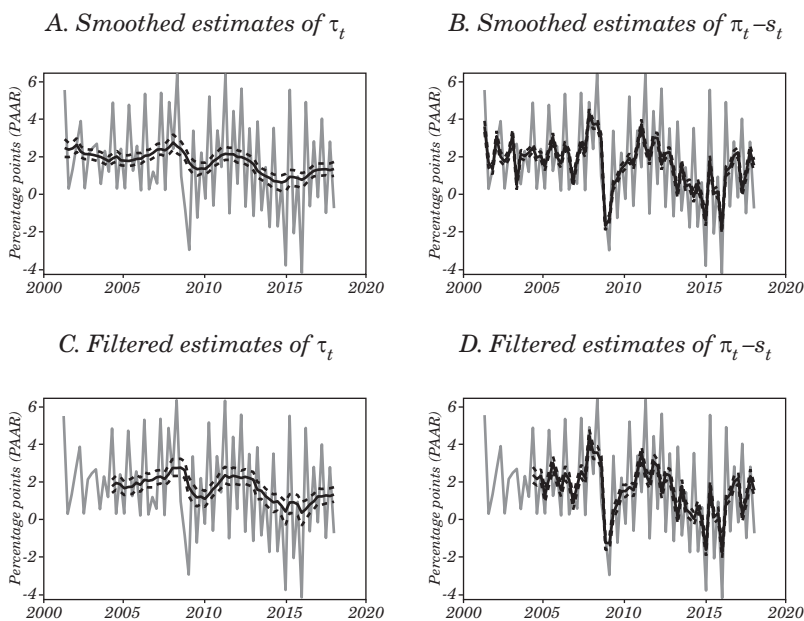 A. Smoothed estimates of τt
B. Smoothed estimates of πt–st
Percentage points (PAAR)
6
4
2
0
-2
-4
2000 2005 2010 2015 2020
Percentage points (PAAR)
6
4
2
0
-2
-4
2000 2005 2010 2015 2020
C. Filtered estimates of τt
D. Filtered estimates of πt–st
Percentage points (PAAR)
6
4
2
0
-2
-4
2000 2005 2010 2015 2020
Percentage points (PAAR)
6
4
2
0
-2
-4
2000 2005 2010 2015 2020